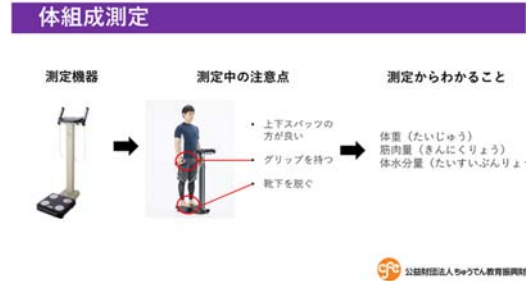 体組成測定
測定機器
測定中の注意点
測定からわかること
• 上下スパッツの
方が良い
• グリップを持つ
• 靴下を脱ぐ
体重（たいじゅう）
筋肉量（きんにくりょう）
体水分量（たいすいぶんりょ
公益財団法人ちゅうでん教育振興財